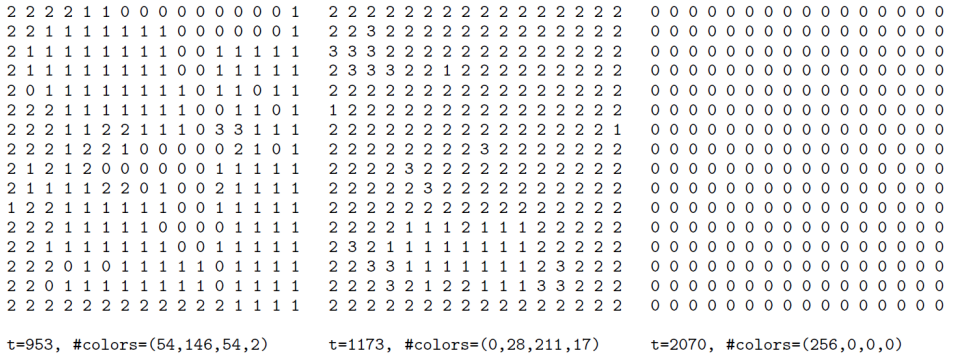 2 2 2 2 1 1 0 0 0 0 0 0 0 0 0 1 2 2 2 2 2 2 2 2 2 2 2 2 2 2 2 2 0 0 0 0 0 0 0 0 0 0 0 0 0 0 0 0
2 2 1 1 1 1 1 1 1 0 0 0 0 0 0 1 2 2 3 2 2 2 2 2 2 2 2 2 2 2 2 2 0 0 0 0 0 0 0 0 0 0 0 0 0 0 0 0
2 1 1 1 1 1 1 1 1 0 0 1 1 1 1 1 3 3 3 2 2 2 2 2 2 2 2 2 2 2 2 2 0 0 0 0 0 0 0 0 0 0 0 0 0 0 0 0
2 1 1 1 1 1 1 1 1 0 0 1 1 1 1 1 2 3 3 3 2 2 1 2 2 2 2 2 2 2 2 2 0 0 0 0 0 0 0 0 0 0 0 0 0 0 0 0
2 0 1 1 1 1 1 1 1 1 0 1 1 0 1 1 2 2 2 2 2 2 2 2 2 2 2 2 2 2 2 2 0 0 0 0 0 0 0 0 0 0 0 0 0 0 0 0
2 2 2 1 1 1 1 1 1 1 0 0 1 1 0 1 1 2 2 2 2 2 2 2 2 2 2 2 2 2 2 2 0 0 0 0 0 0 0 0 0 0 0 0 0 0 0 0
2 2 2 1 1 2 2 1 1 1 0 3 3 1 1 1 2 2 2 2 2 2 2 2 2 2 2 2 2 2 2 1 0 0 0 0 0 0 0 0 0 0 0 0 0 0 0 0
2 2 2 1 2 2 1 0 0 0 0 0 2 1 0 1 2 2 2 2 2 2 2 2 3 2 2 2 2 2 2 2 0 0 0 0 0 0 0 0 0 0 0 0 0 0 0 0
2 1 2 1 2 0 0 0 0 0 0 1 1 1 1 1 2 2 2 2 3 2 2 2 2 2 2 2 2 2 2 2 0 0 0 0 0 0 0 0 0 0 0 0 0 0 0 0
2 1 1 1 1 2 2 0 1 0 0 2 1 1 1 1 2 2 2 2 2 3 2 2 2 2 2 2 2 2 2 2 0 0 0 0 0 0 0 0 0 0 0 0 0 0 0 0
1 2 2 1 1 1 1 1 1 0 0 1 1 1 1 1 2 2 2 2 2 2 2 2 2 2 2 2 2 2 2 2 0 0 0 0 0 0 0 0 0 0 0 0 0 0 0 0
2 2 2 1 1 1 1 1 0 0 0 0 1 1 1 1 2 2 2 2 1 1 1 2 1 1 1 2 2 2 2 2 0 0 0 0 0 0 0 0 0 0 0 0 0 0 0 0
2 2 1 1 1 1 1 1 1 0 0 1 1 1 1 1 2 3 2 1 1 1 1 1 1 1 1 2 2 2 2 2 0 0 0 0 0 0 0 0 0 0 0 0 0 0 0 0
2 2 2 0 1 0 1 1 1 1 1 0 1 1 1 1 2 2 3 3 1 1 1 1 1 1 1 2 3 2 2 2 0 0 0 0 0 0 0 0 0 0 0 0 0 0 0 0
2 2 0 1 1 1 1 1 1 1 1 0 1 1 1 1 2 2 2 3 2 1 2 2 1 1 1 3 3 2 2 2 0 0 0 0 0 0 0 0 0 0 0 0 0 0 0 0
2 2 2 2 2 2 2 2 2 2 2 2 1 1 1 1 2 2 2 2 2 2 2 2 2 2 2 2 2 2 2 2 0 0 0 0 0 0 0 0 0 0 0 0 0 0 0 0
t=953, #colors=(54,146,54,2) t=1173, #colors=(0,28,211,17) t=2070, #colors=(256,0,0,0)